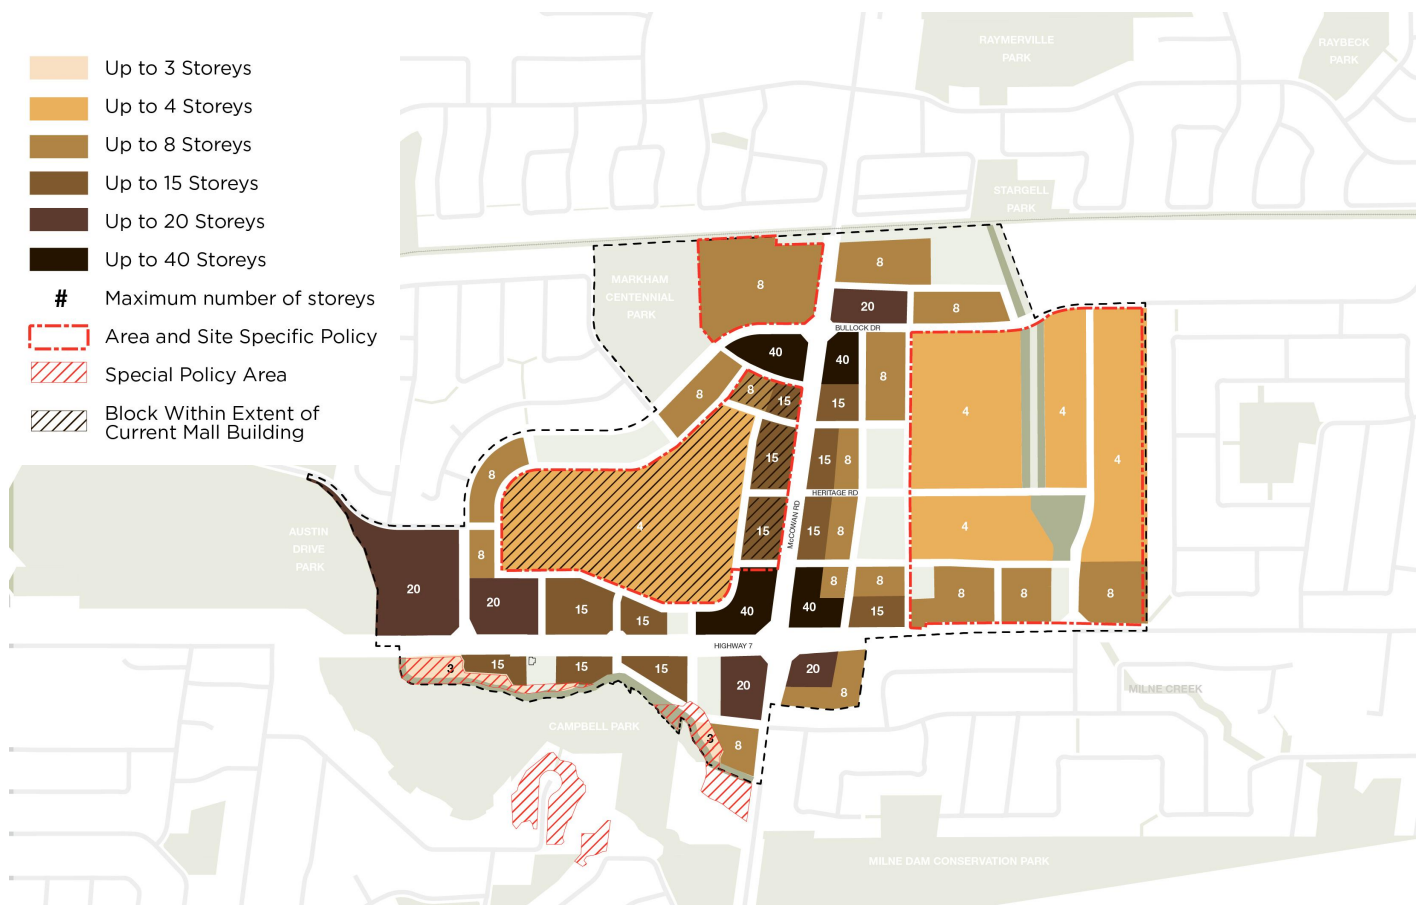 Up to 3 Storeys
Up to 4 Storeys
Up to 8 Storeys
Up to 15 Storeys
Up to 20 Storeys
Up to 40 Storeys
# Maximum number of storeys
Area and Site Specific Policy
Special Policy Area
Block Within Extent of
Current Mall Building
RAYMERVILLE
PARK
RAYBECK
PARK
STARGELL
PARK
MARKHAM
CENTENNIAL
PARK
8
8
20
8
BULLOCK DR
40
40
8
8
8
15
15
4
4
15
15
8
4
8
HERITAGE RD
4
15
15
8
4
McCOWAN RD
AUSTIN
DRIVE
PARK
8
20
20
15
15
40
40
8
8
15
8
8
8
HIGHWAY 7
3
15
15
15
20
20
8
MILNE CREEK
CAMPBELL PARK
3
8
MILNE DAM CONSERVATION PARK